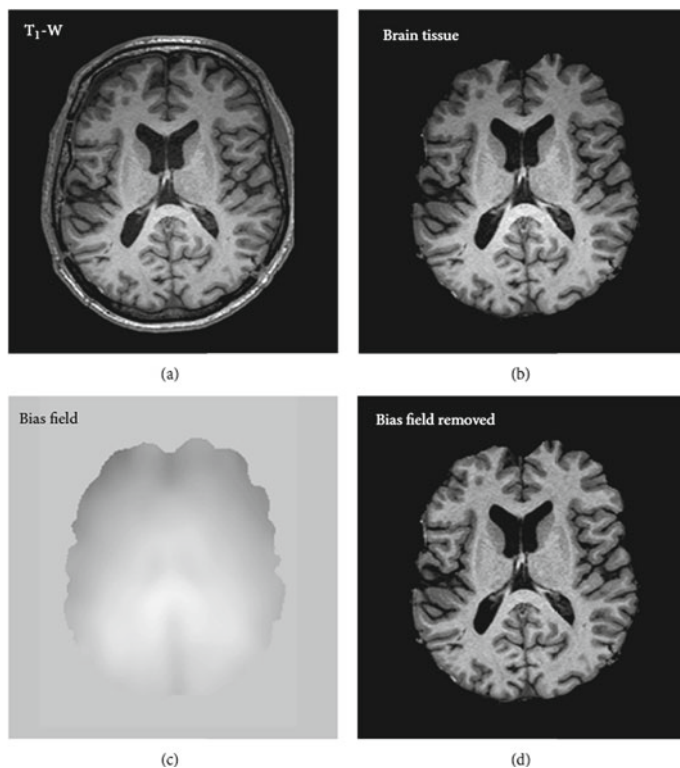 T₁-W
Brain tissue
(a)
(b)
Bias field
Bias field removed
(c)
(d)